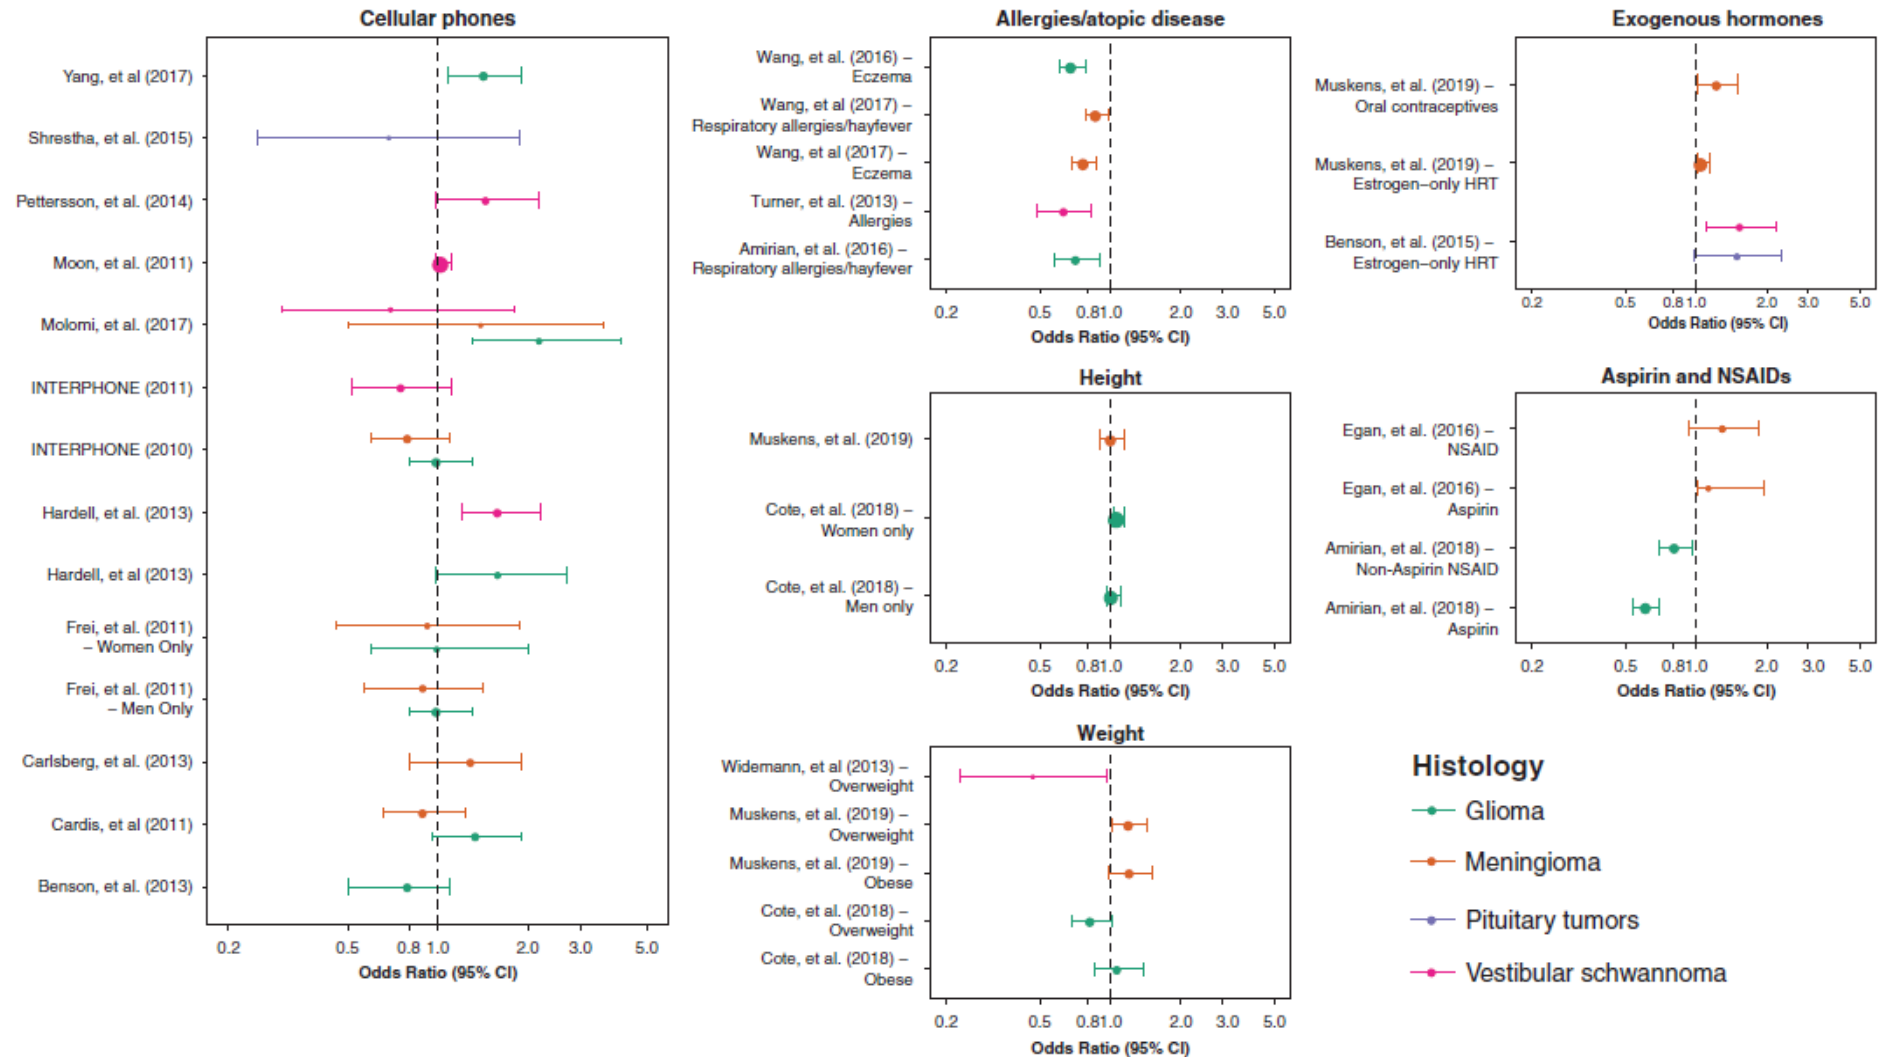 Cellular phones
Yang, et al (2017)
Shrestha, et al. (2015)
Pettersson, et al. (2014)
Moon, et al. (2011)
Molomi, et al. (2017)
INTERPHONE (2011)
INTERPHONE (2010)
Hardell, et al. (2013)
Hardell, et al (2013)
Frei, et al. (2011)
– Women Only
Frei, et al. (2011)
– Men Only
Carlsberg, et al. (2013)
Cardis, et al (2011)
Benson, et al. (2013)
0.2 0.5 0.8 1.0 2.0 3.0 5.0
Odds Ratio (95% CI)
Allergies/atopic disease
Wang, et al. (2016) –
Eczema
Wang, et al (2017) –
Respiratory allergies/hayfever
Wang, et al (2017) –
Eczema
Turner, et al. (2013) –
Allergies
Amirian, et al. (2016) –
Respiratory allergies/hayfever
0.2 0.5 0.81.0 2.0 3.0 5.0
Odds Ratio (95% CI)
Height
Muskens, et al. (2019)
Cote, et al. (2018) –
Women only
Cote, et al. (2018) –
Men only
0.2 0.5 0.81.0 2.0 3.0 5.0
Odds Ratio (95% CI)
Weight
Widemann, et al (2013) –
Overweight
Muskens, et al. (2019) –
Overweight
Muskens, et al. (2019) –
Obese
Cote, et al. (2018) –
Overweight
Cote, et al. (2018) –
Obese
0.2 0.5 0.81.0 2.0 3.0 5.0
Odds Ratio (95% CI)
Exogenous hormones
Muskens, et al. (2019) –
Oral contraceptives
Muskens, et al. (2019) –
Estrogen–only HRT
Benson, et al. (2015) –
Estrogen–only HRT
0.2 0.5 0.8 1.0 2.0 3.0 5.0
Odds Ratio (95% CI)
Aspirin and NSAIDs
Egan, et al. (2016) –
NSAID
Egan, et al. (2016) –
Aspirin
Amirian, et al. (2018) –
Non-Aspirin NSAID
Amirian, et al. (2018) –
Aspirin
0.2 0.5 0.81.0 2.0 3.0 5.0
Odds Ratio (95% CI)
Histology
Glioma
Meningioma
Pituitary tumors
Vestibular schwannoma